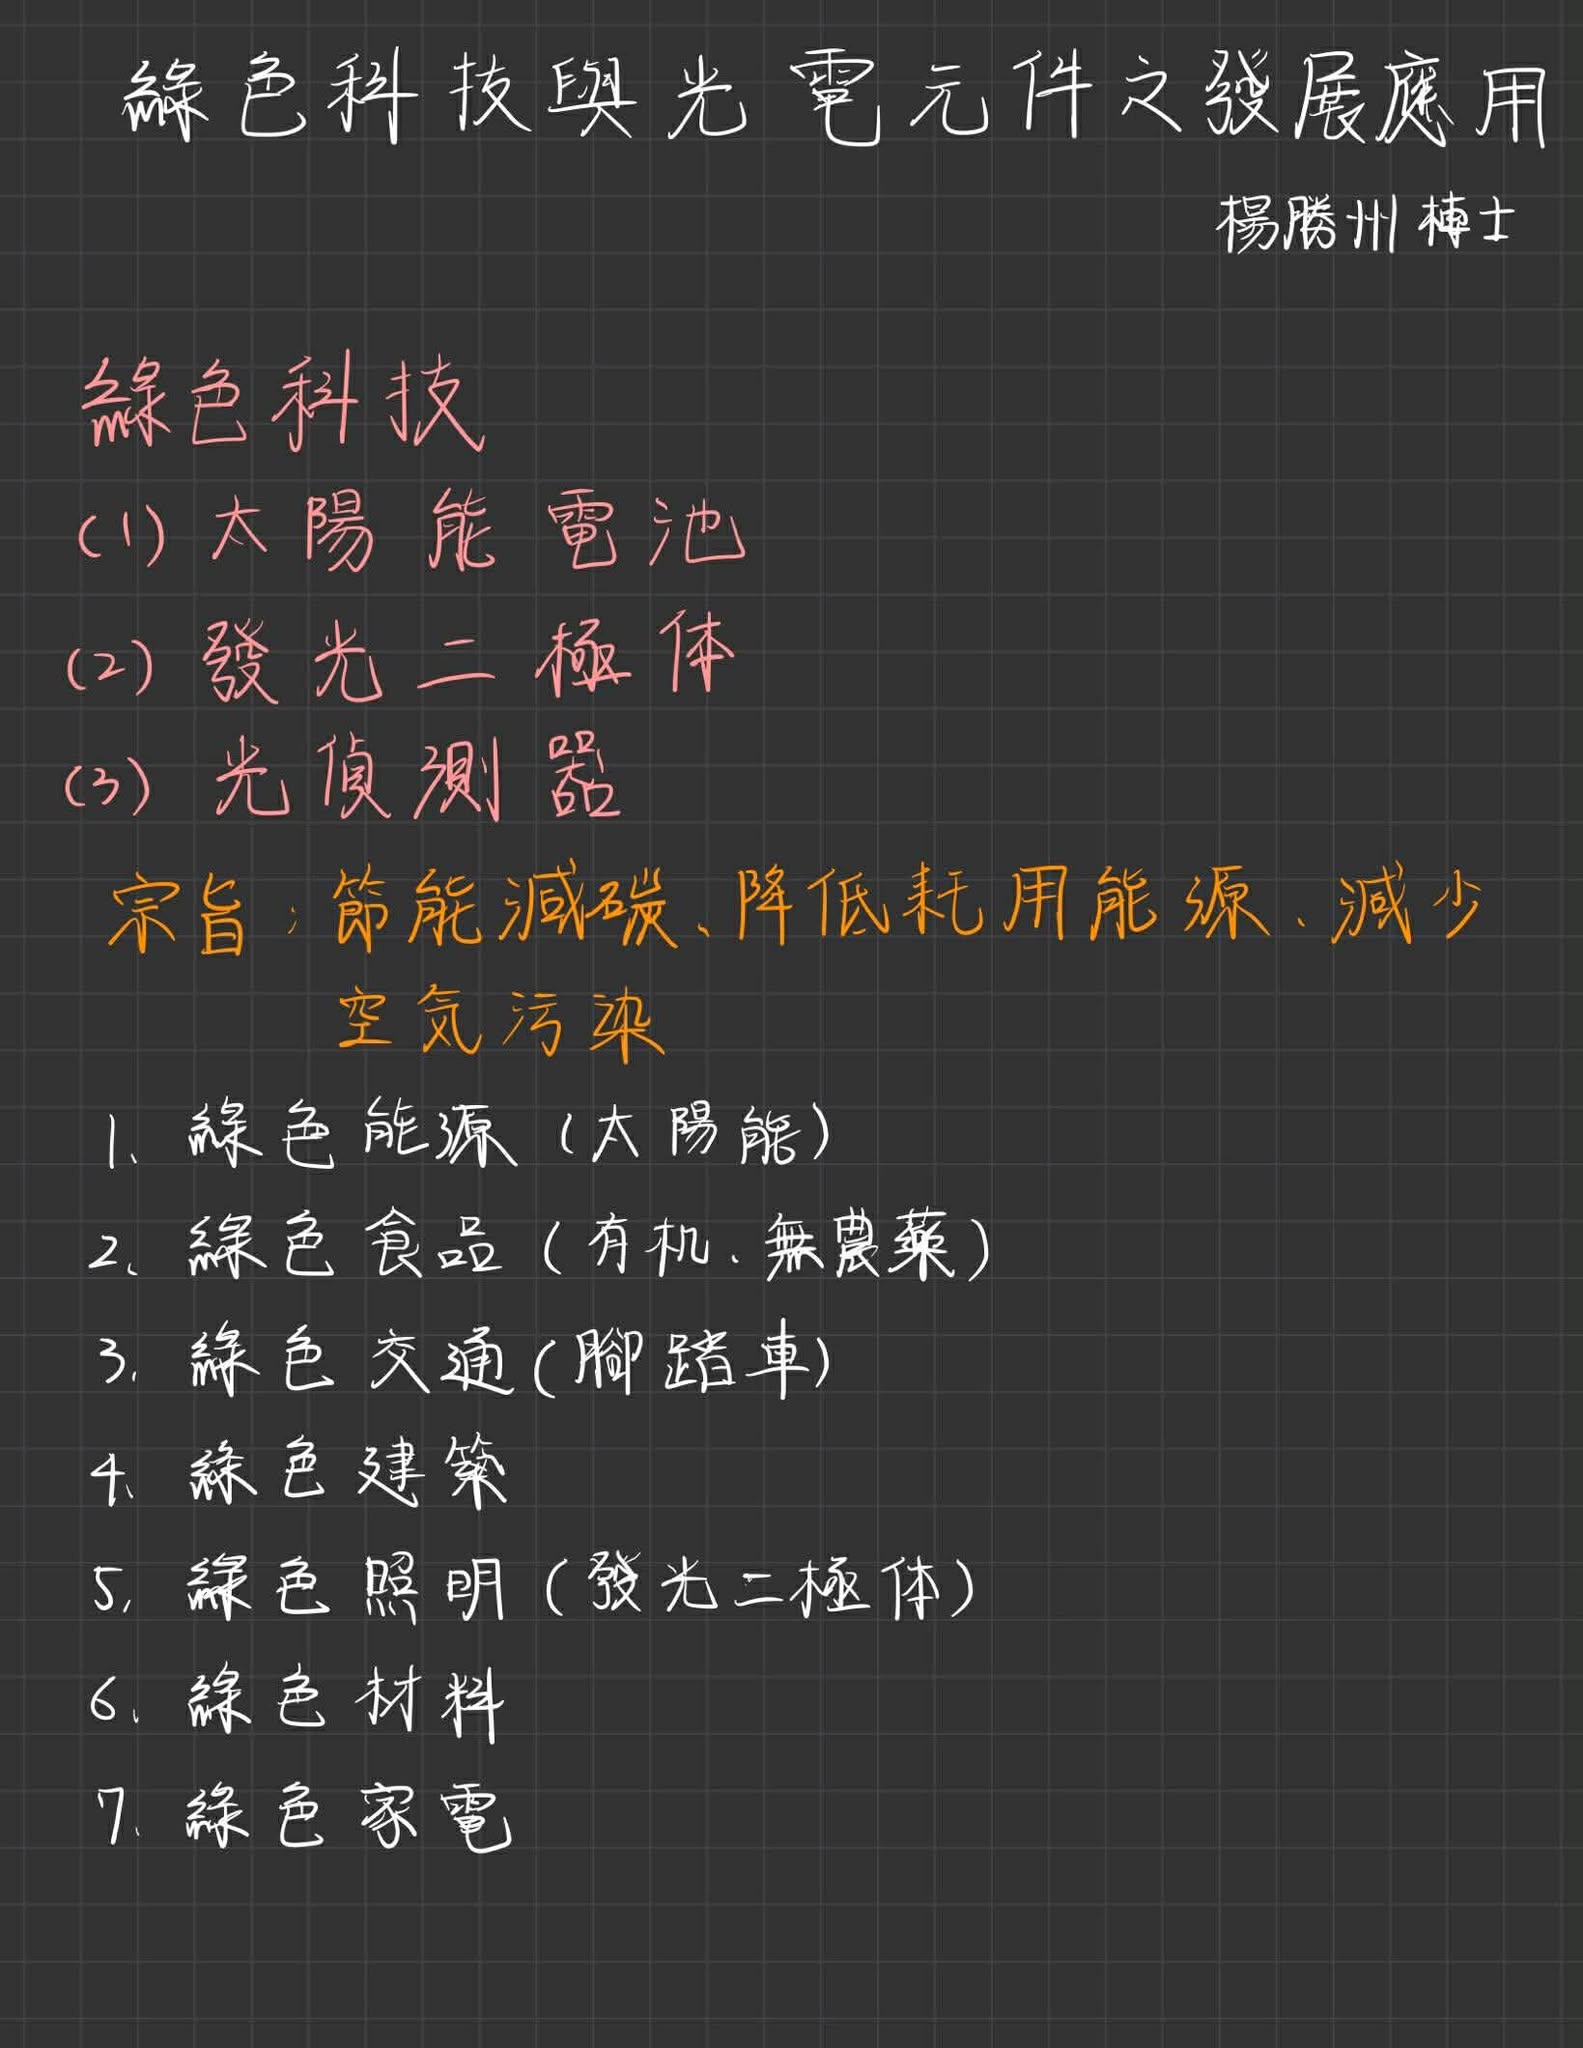 綠色科技與光電元件之發展應用
楊勝州博士
綠色科技
(1) 太陽能電池
(2) 發光二極体
(3) 光偵測器
宗旨:節能減碳、降低耗用能源、減少
空気污染
1. 綠色能源(太陽能)
2. 綠色食品(有机、無農藥)
3. 綠色交通(腳踏車)
4. 綠色建築
5. 綠色照明(發光二極体)
6. 綠色材料
7. 綠色家電